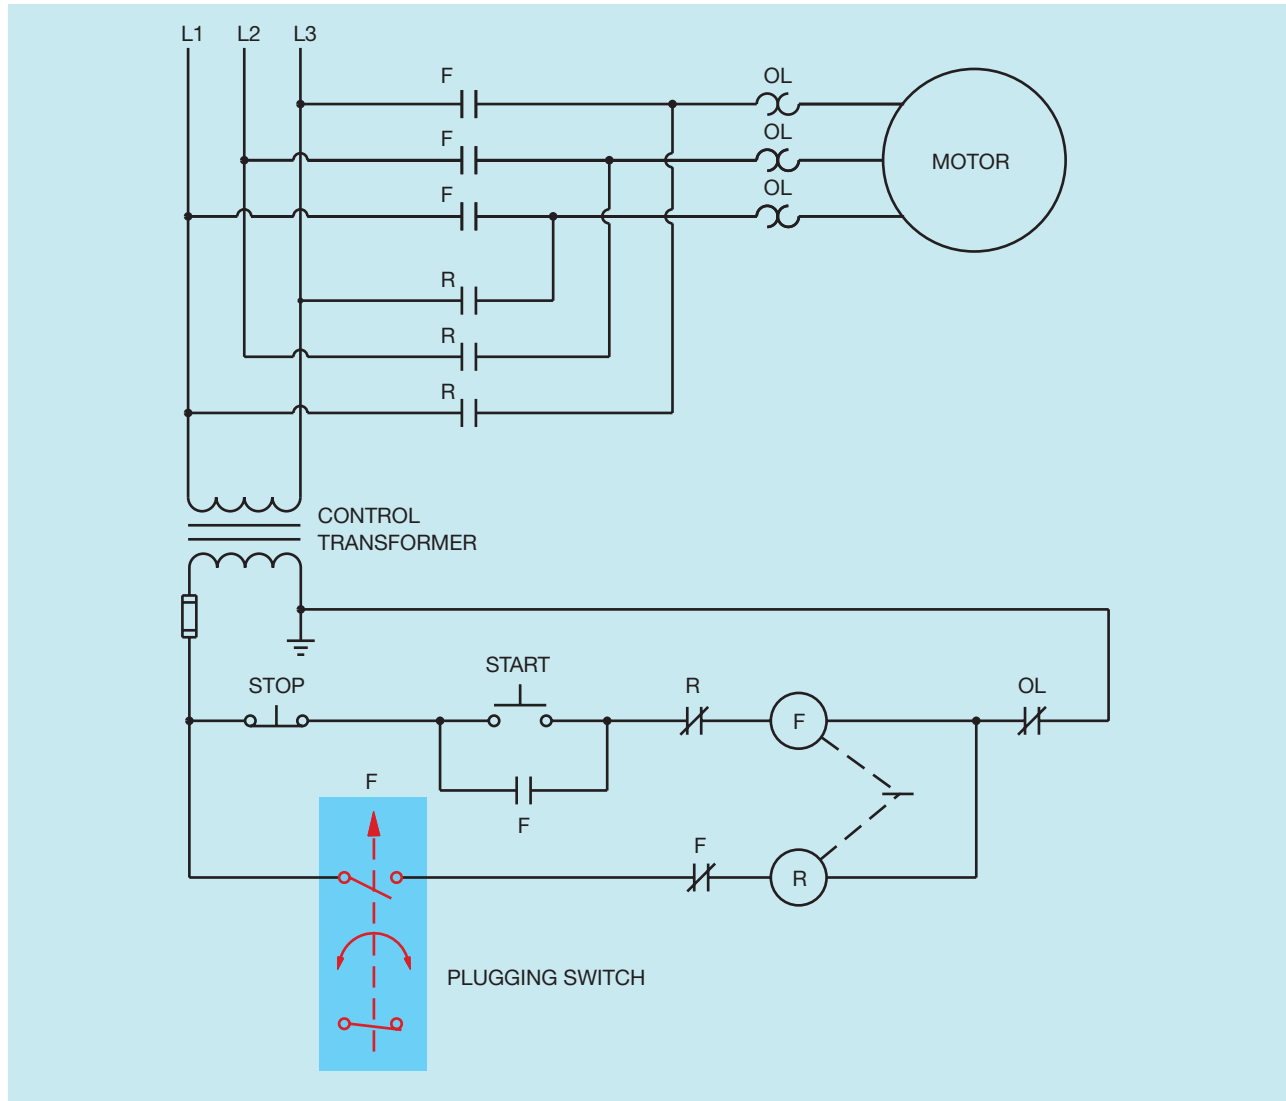 L1 L2 L3
F OL
F OL
MOTOR
F OL
R
R
R
CONTROL
TRANSFORMER
START
STOP R OL
F
F
F
F
R
PLUGGING SWITCH